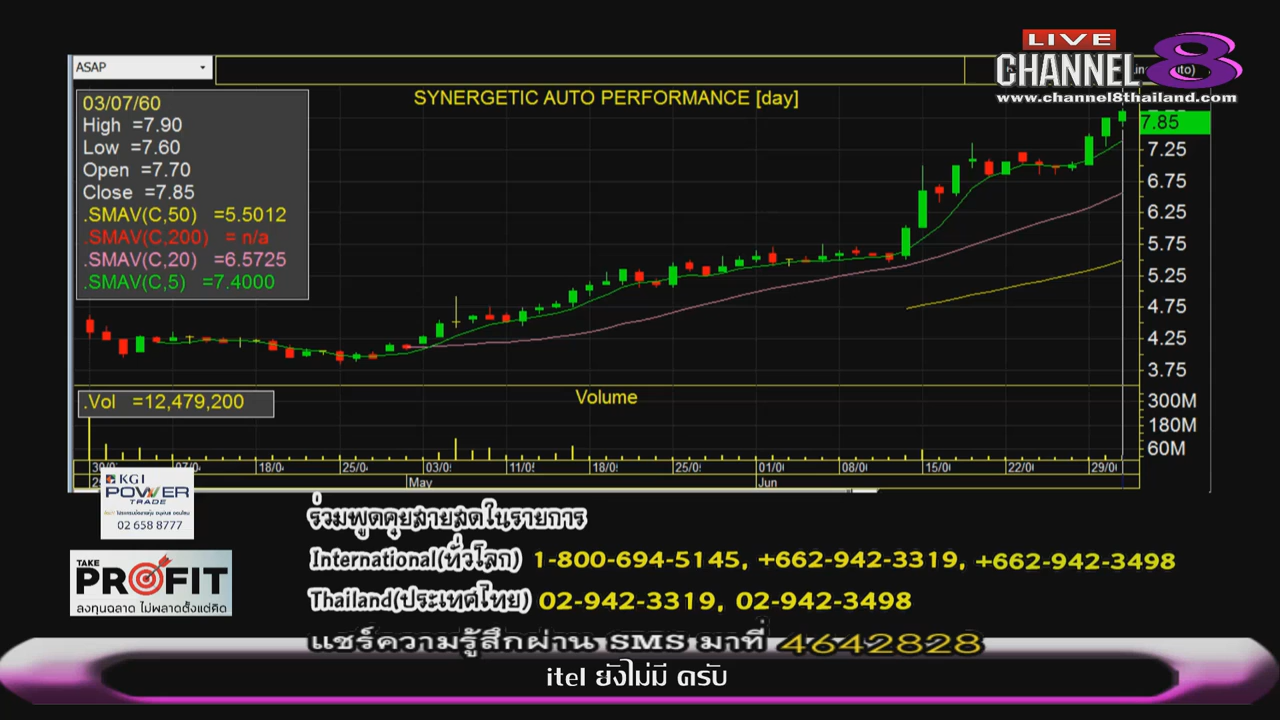 LIVE
CHANNEL 8
www.channel8thailand.com
ASAP
SYNERGETIC AUTO PERFORMANCE [day]
03/07/60
High =7.90
Low =7.60
Open =7.70
Close =7.85
.SMAV(C,50) =5.5012
.SMAV(C,200) = n/a
.SMAV(C,20) =6.5725
.SMAV(C,5) =7.4000
7.85
7.25
6.75
6.25
5.75
5.25
4.75
4.25
3.75
.Vol =12,479,200
Volume
300M
180M
60M
18/0 25/0 03/0 11/0 18/0 25/0 01/0 08/0 15/0 22/0 29/0
May Jun
KGI
POWER
TRADE
02 658 8777
TAKE
PROFIT
ลงทุนฉลาด ไม่พลาดตั้งแต่คิด
ร่วมพูดคุยสายสดในรายการ
International(ทั่วโลก) 1-800-694-5145, +662-942-3319, +662-942-3498
Thailand(ประเทศไทย) 02-942-3319, 02-942-3498
แชร์ความรู้สึกผ่าน SMS มาที่ 4642828
itel ยังไม่มี ครับ